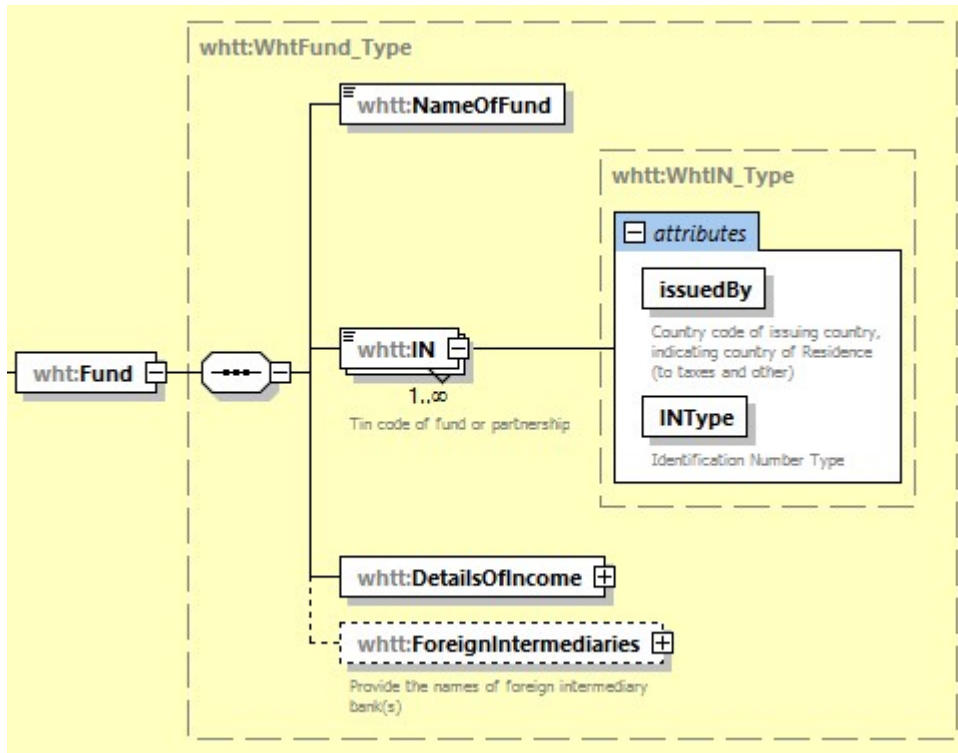 whtt:WhtFund_Type
whtt:NameOfFund
whtt:WhtIN_Type
attributes
issuedBy
Country code of issuing country,
indicating country of Residence
(to taxes and other)
whtt:IN
wht:Fund
1..∞
Tin code of fund or partnership
INType
Identification Number Type
whtt:DetailsOfIncome
whtt:ForeignIntermediaries
Provide the names of foreign intermediary
bank(s)